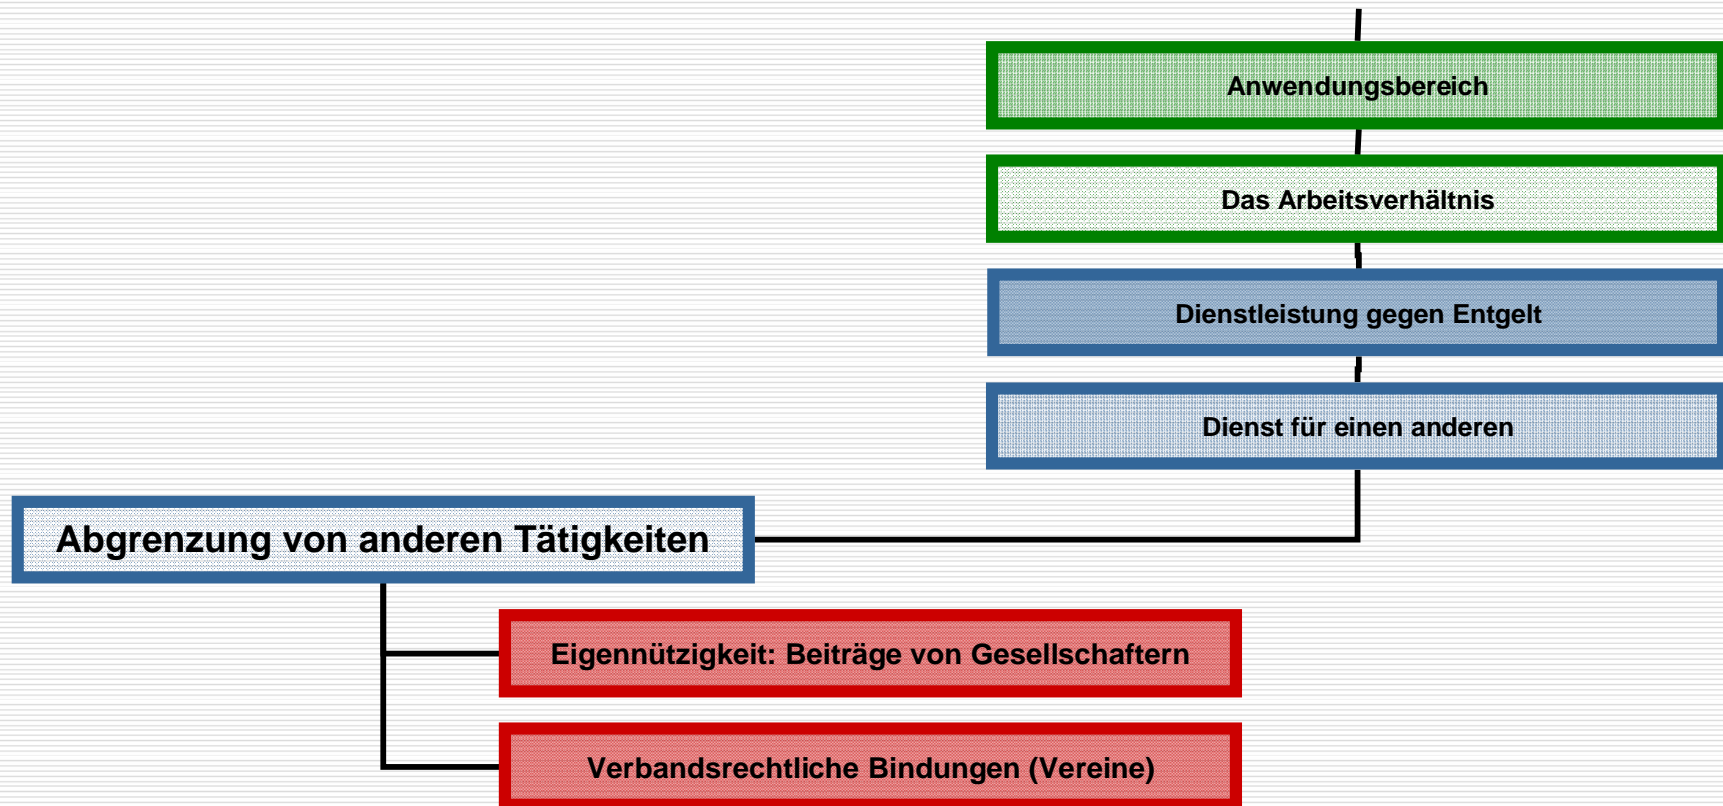 Anwendungsbereich
Das Arbeitsverhältnis
Dienstleistung gegen Entgelt
Dienst für einen anderen
Abgrenzung von anderen Tätigkeiten
Eigennützigkeit: Beiträge von Gesellschaftern
Verbandsrechtliche Bindungen (Vereine)